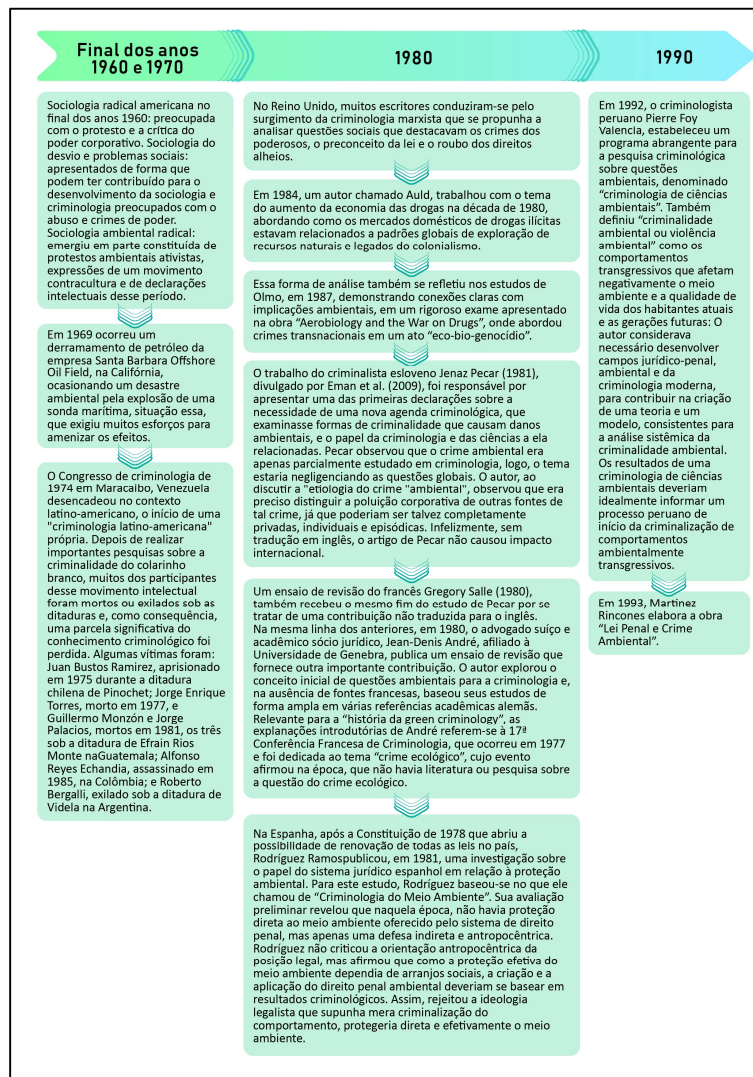 Final dos anos
1960 e 1970
Sociologia radical americana no
final dos anos 1960: preocupada
com o protesto e a crítica do
poder corporativo. Sociologia do
desvio e problemas sociais:
apresentados de forma que
podem ter contribuído para o
desenvolvimento da sociologia e
criminologia preocupados com o
abuso e crimes de poder.
Sociologia ambiental radical:
emergiu em parte constituída de
protestos ambientais ativistas,
expressões de um movimento
contracultura e de declarações
intelectuais desse período.
Em 1969 ocorreu um
derramamento de petróleo da
empresa Santa Barbara Offshore
Oil Field, na Califórnia,
ocasionando um desastre
ambiental pela explosão de uma
sonda marítima, situação essa,
que exigiu muitos esforços para
amenizar os efeitos.
O Congresso de criminologia de
1974 em Maracaibo, Venezuela
desencadeou no contexto
latino-americano, o início de uma
"criminologia latino-americana"
própria. Depois de realizar
importantes pesquisas sobre a
criminalidade do colarinho
branco, muitos dos participantes
desse movimento intelectual
foram mortos ou exilados sob as
ditaduras e, como consequência,
uma parcela significativa do
conhecimento criminológico foi
perdida. Algumas vítimas foram:
Juan Bustos Ramirez, aprisionado
em 1975 durante a ditadura
chilena de Pinochet; Jorge Enrique
Torres, morto em 1977, e
Guillermo Monzón e Jorge
Palacios, mortos em 1981, os três
sob a ditadura de Efrain Rios
Monte naGuatemala; Alfonso
Reyes Echandia, assassinado em
1985, na Colômbia; e Roberto
Bergalli, exilado sob a ditadura de
Videla na Argentina.
1980
No Reino Unido, muitos escritores conduziram-se pelo
surgimento da criminologia marxista que se propunha a
analisar questões sociais que destacavam os crimes dos
poderosos, o preconceito da lei e o roubo dos direitos
alheios.
Em 1984, um autor chamado Auld, trabalhou com o tema
do aumento da economia das drogas na década de 1980,
abordando como os mercados domésticos de drogas ilícitas
estavam relacionados a padrões globais de exploração de
recursos naturais e legados do colonialismo.
Essa forma de análise também se refletiu nos estudos de
Olmo, em 1987, demonstrando conexões claras com
implicações ambientais, em um rigoroso exame apresentado
na obra “Aerobiology and the War on Drugs”, onde abordou
crimes transnacionais em um ato “eco-bio-genocídio”.
O trabalho do criminalista esloveno Jenaz Pecar (1981),
divulgado por Eman et al. (2009), foi responsável por
apresentar uma das primeiras declarações sobre a
necessidade de uma nova agenda criminológica, que
examinasse formas de criminalidade que causam danos
ambientais, e o papel da criminologia e das ciências a ela
relacionadas. Pecar observou que o crime ambiental era
apenas parcialmente estudado em criminologia, logo, o tema
estaria negligenciando as questões globais. O autor, ao
discutir a "etiologia do crime "ambiental", observou que era
preciso distinguir a poluição corporativa de outras fontes de
tal crime, já que poderiam ser talvez completamente
privadas, individuais e episódicas. Infelizmente, sem
tradução em inglês, o artigo de Pecar não causou impacto
internacional.
Um ensaio de revisão do francês Gregory Salle (1980),
também recebeu o mesmo fim do estudo de Pecar por se
tratar de uma contribuição não traduzida para o inglês.
Na mesma linha dos anteriores, em 1980, o advogado suíço e
acadêmico sócio jurídico, Jean-Denis André, affiliado à
Universidade de Genebra, publica um ensaio de revisão que
fornece outra importante contribuição. O autor explorou o
conceito inicial de questões ambientais para a criminologia e,
na ausência de fontes francesas, baseou seus estudos de
forma ampla em várias referências acadêmicas alemãs.
Relevante para a “história da green criminology”, as
explanações introdutórias de André referem-se à 17ª
Conferência Francesa de Criminologia, que ocorreu em 1977
e foi dedicada ao tema “crime ecológico”, cujo evento
afirmou na época, que não havia literatura ou pesquisa sobre
a questão do crime ecológico.
Na Espanha, após a Constituição de 1978 que abriu a
possibilidade de renovação de todas as leis no país,
Rodríguez Ramospublicou, em 1981, uma investigação sobre
o papel do sistema jurídico espanhol em relação à proteção
ambiental. Para este estudo, Rodríguez baseou-se no que ele
chamou de “Criminologia do Meio Ambiente”. Sua avaliação
preliminar revelou que naquela época, não havia proteção
direta ao meio ambiente oferecido pelo sistema de direito
penal, mas apenas uma defesa indireta e antropocêntrica.
Rodríguez não criticou a orientação antropocêntrica da
posição legal, mas afirmou que como a proteção efetiva do
meio ambiente dependia de arranjos sociais, a criação e a
aplicação do direito penal ambiental deveriam se basear em
resultados criminológicos. Assim, rejeitou a ideologia
legalista que supunha mera criminalização do
comportamento, protegeria direta e efetivamente o meio
ambiente.
1990
Em 1992, o criminologista
peruano Pierre Foy
Valencia, estabeleceu um
programa abrangente para
a pesquisa criminológica
sobre questões
ambientais, denominado
“criminologia de ciências
ambientais”. Também
definiu “criminalidade
ambiental ou violência
ambiental” como os
comportamentos
transgressivos que afetam
negativamente o meio
ambiente e a qualidade de
vida dos habitantes atuais
e as gerações futuras: O
autor considerava
necessário desenvolver
campos jurídico-penal,
ambiental e da
criminologia moderna,
para contribuir na criação
de uma teoria e um
modelo, consistentes para
a análise sistêmica da
criminalidade ambiental.
Os resultados de uma
criminologia de ciências
ambientais deveriam
idealmente informar um
processo peruano de
início da criminalização de
comportamentos
ambientalmente
transgressivos.
Em 1993, Martinez
Rincones elabora a obra
“Lei Penal e Crime
Ambiental”.